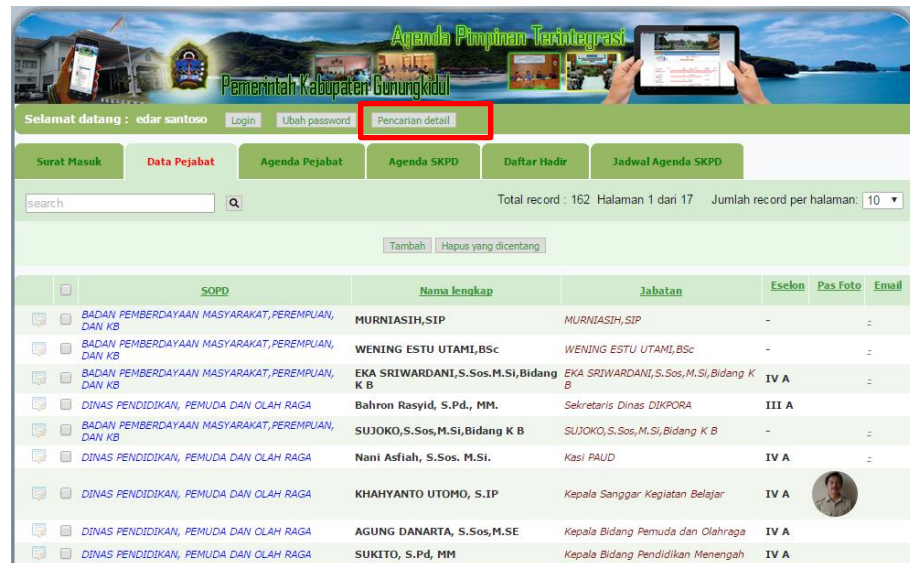 Agenda Pimpinan Terintegrasi
Pemerintah Kabupaten Gunungkidul
Selamat datang : edar santoso Login Ubah password Pencarian detail
Surat Masuk Data Pejabat Agenda Pejabat Agenda SKPD Daftar Hadir Jadwal Agenda SKPD
search Total record : 162 Halaman 1 dari 17 Jumlah record per halaman: 10
Tambah Hapus yang dicentang
SOPD Nama lengkap Jabatan Eselon Pas Foto Email
BADAN PEMBERDAYAAN MASYARAKAT,PEREMPUAN,
DAN KB
MURNIASIH,SIP MURNIASIH,SIP - -
BADAN PEMBERDAYAAN MASYARAKAT,PEREMPUAN,
DAN KB
WENING ESTU UTAMI,BSc WENING ESTU UTAMI,BSc - -
BADAN PEMBERDAYAAN MASYARAKAT,PEREMPUAN,
DAN KB
EKA SRIWARDANI,S.Sos.M.Si,Bidang
K B
EKA SRIWARDANI,S.Sos,M.Si,Bidang K
B
IV A -
DINAS PENDIDIKAN, PEMUDA DAN OLAH RAGA Bahron Rasyid, S.Pd., MM. Sekretaris Dinas DIKPORA III A
BADAN PEMBERDAYAAN MASYARAKAT,PEREMPUAN,
DAN KB
SUJOKO,S.Sos,M.Si,Bidang K B SUJOKO,S.Sos,M.Si,Bidang K B - -
DINAS PENDIDIKAN, PEMUDA DAN OLAH RAGA Nani Asfiah, S.Sos. M.Si. Kasi PAUD IV A -
DINAS PENDIDIKAN, PEMUDA DAN OLAH RAGA KHAHYANTO UTOMO, S.IP Kepala Sanggar Kegiatan Belajar IV A
DINAS PENDIDIKAN, PEMUDA DAN OLAH RAGA AGUNG DANARTA, S.Sos,M.SE Kepala Bidang Pemuda dan Olahraga IV A
DINAS PENDIDIKAN, PEMUDA DAN OLAH RAGA SUKITO, S.Pd, MM Kepala Bidang Pendidikan Menengah IV A